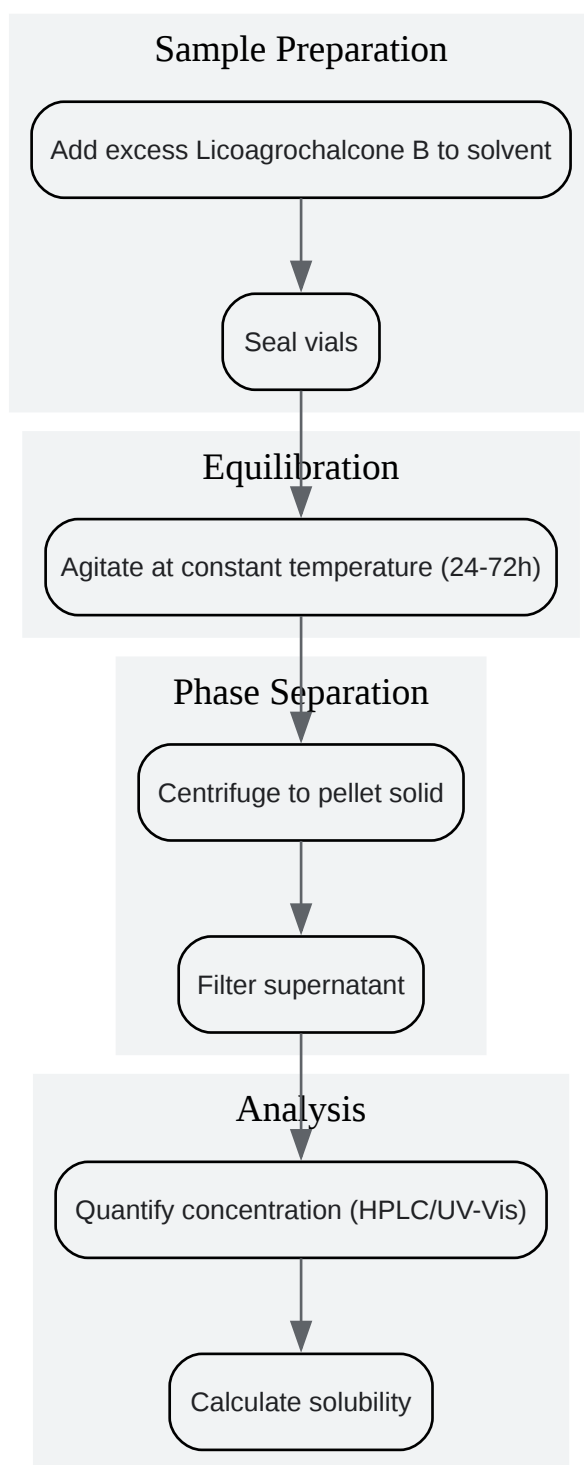 Sample Preparation
Add excess Licoagrochalcone B to solvent
Seal vials
Equilibration
Agitate at constant temperature (24-72h)
Phase Separation
Centrifuge to pellet solid
Filter supernatant
Analysis
Quantify concentration (HPLC/UV-Vis)
Calculate solubility